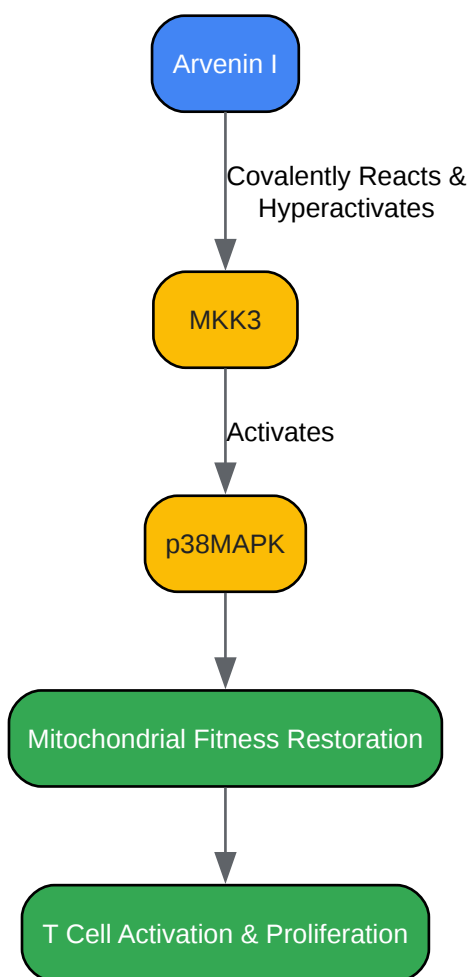 Arvenin I
Covalently Reacts &
Hyperactivates
MKK3
Activates
p38MAPK
Mitochondrial Fitness Restoration
T Cell Activation & Proliferation